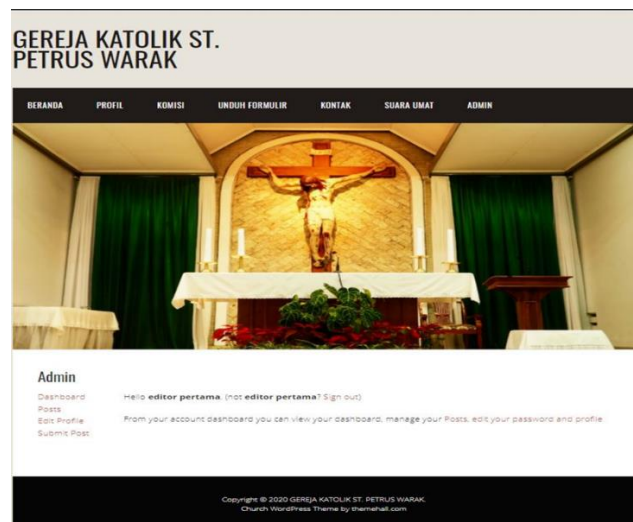 GEREJA KATOLIK ST.
PETRUS WARAK
BERANDA PROFIL KOMISI UNDUH FORMULIR KONTAK SUARA UMAT ADMIN
Admin
Dashboard
Posts
Edit Profile
Submit Post
Hello editor pertama, (not editor pertama? Sign out)
From your account dashboard you can view your dashboard, manage your Posts, edit your password and profile
Copyright © 2020 GEREJA KATOLIK ST. PETRUS WARAK.
Church WordPress Theme by themehall.com